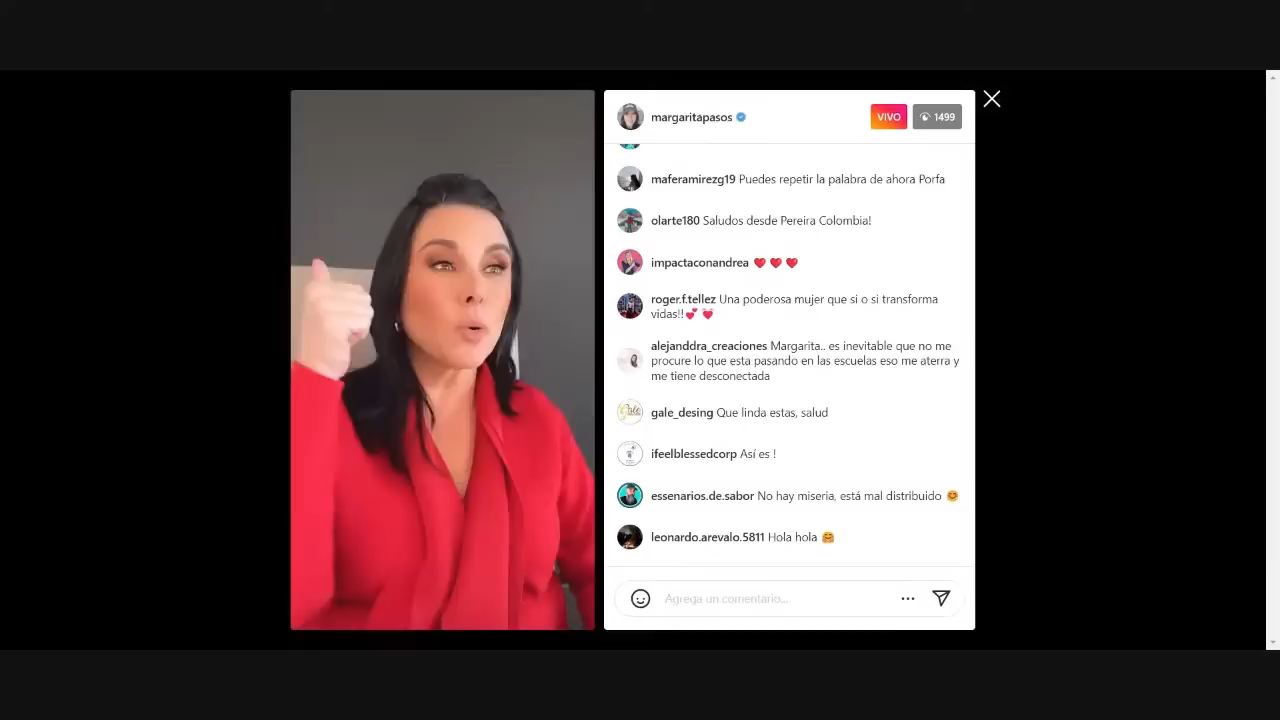 margaritapasos
VIVO
1499
maferamirezg19 Puedes repetir la palabra de ahora Porfa
olarte180 Saludos desde Pereira Colombia!
impactaconandrea ❤️ ❤️ ❤️
roger.f.tellez Una poderosa mujer que si o si transforma
vidas!!💕 💓
alejanddra_creaciones Margarita.. es inevitable que no me
procure lo que esta pasando en las escuelas eso me aterra y
me tiene desconectada
gale_desing Que linda estas, salud
ifeelblessedcorp Así es !
essenarios.de.sabor No hay miseria, está mal distribuido 😊
leonardo.arevalo.5811 Hola hola 🤗
Agrega un comentario...